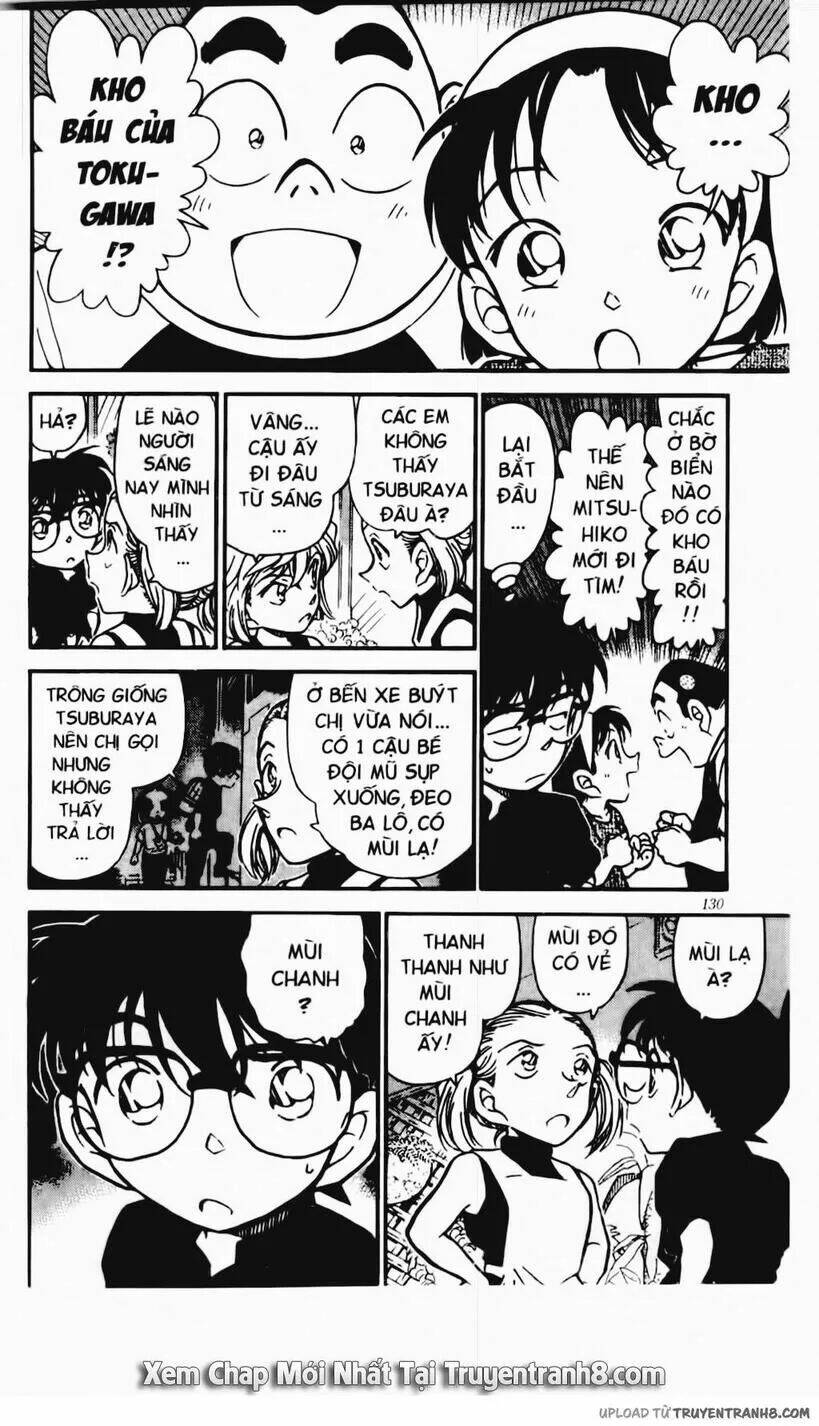 KHO
...
KHO
BÁU CỦA
TOKU-
GAWA
!?
CHẮC
Ở BỜ
BIỂN
NÀO
ĐÓ CÓ
KHO
BÁU
RỒI
!!
THẾ
NÊN
MITSU-
HIKO
MỚI ĐI
TÌM!
LẠI
BẮT
ĐẦU
...
CÁC EM
KHÔNG
THẤY
TSUBURAYA
ĐÂU À?
VÂNG...
CẬU ẤY
ĐI ĐÂU
TỪ SÁNG
...
LẼ NÀO
NGƯỜI
SÁNG
NAY MÌNH
NHÌN
THẤY
...
HẢ?
Ở BẾN XE BUÝT
CHỊ VỪA NÓI...
CÓ 1 CẬU BÉ
ĐỘI MŨ SỤP
XUỐNG, ĐEO
BA LÔ, CÓ
MÙI LẠ!
TRÔNG GIỐNG
TSUBURAYA
NÊN CHỊ GỌI
NHƯNG
KHÔNG
THẤY
TRẢ LỜI
...
130
MÙI LẠ
À?
MÙI ĐÓ
CÓ VẺ
...
THANH
THANH NHƯ
MÙI
CHANH
ẤY!
MÙI
CHANH
?
Xem Chap Mới Nhất Tại Truyentranh8.com
UPLOAD TỪ TRUYENTRANH8.COM